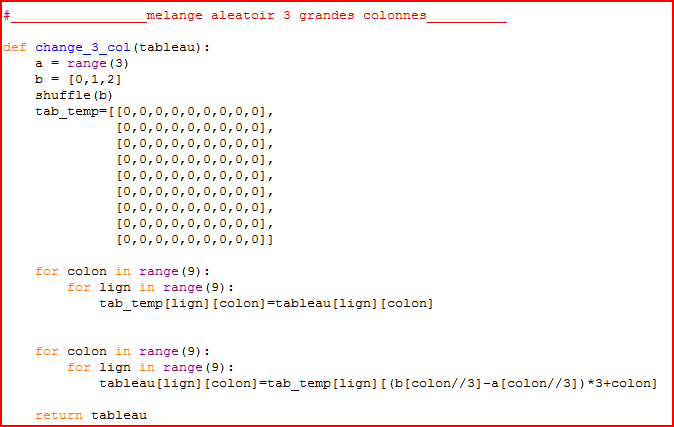 #_________________melange aleatoir 3 grandes colonnes__________
def change_3_col(tableau):
    a = range(3)
    b = [0,1,2]
    shuffle(b)
    tab_temp=[[0,0,0,0,0,0,0,0,0],
              [0,0,0,0,0,0,0,0,0],
              [0,0,0,0,0,0,0,0,0],
              [0,0,0,0,0,0,0,0,0],
              [0,0,0,0,0,0,0,0,0],
              [0,0,0,0,0,0,0,0,0],
              [0,0,0,0,0,0,0,0,0],
              [0,0,0,0,0,0,0,0,0],
              [0,0,0,0,0,0,0,0,0]]
    for colon in range(9):
        for lign in range(9):
            tab_temp[lign][colon]=tableau[lign][colon]
    for colon in range(9):
        for lign in range(9):
            tableau[lign][colon]=tab_temp[lign][(b[colon//3]-a[colon//3])*3+colon]
    return tableau